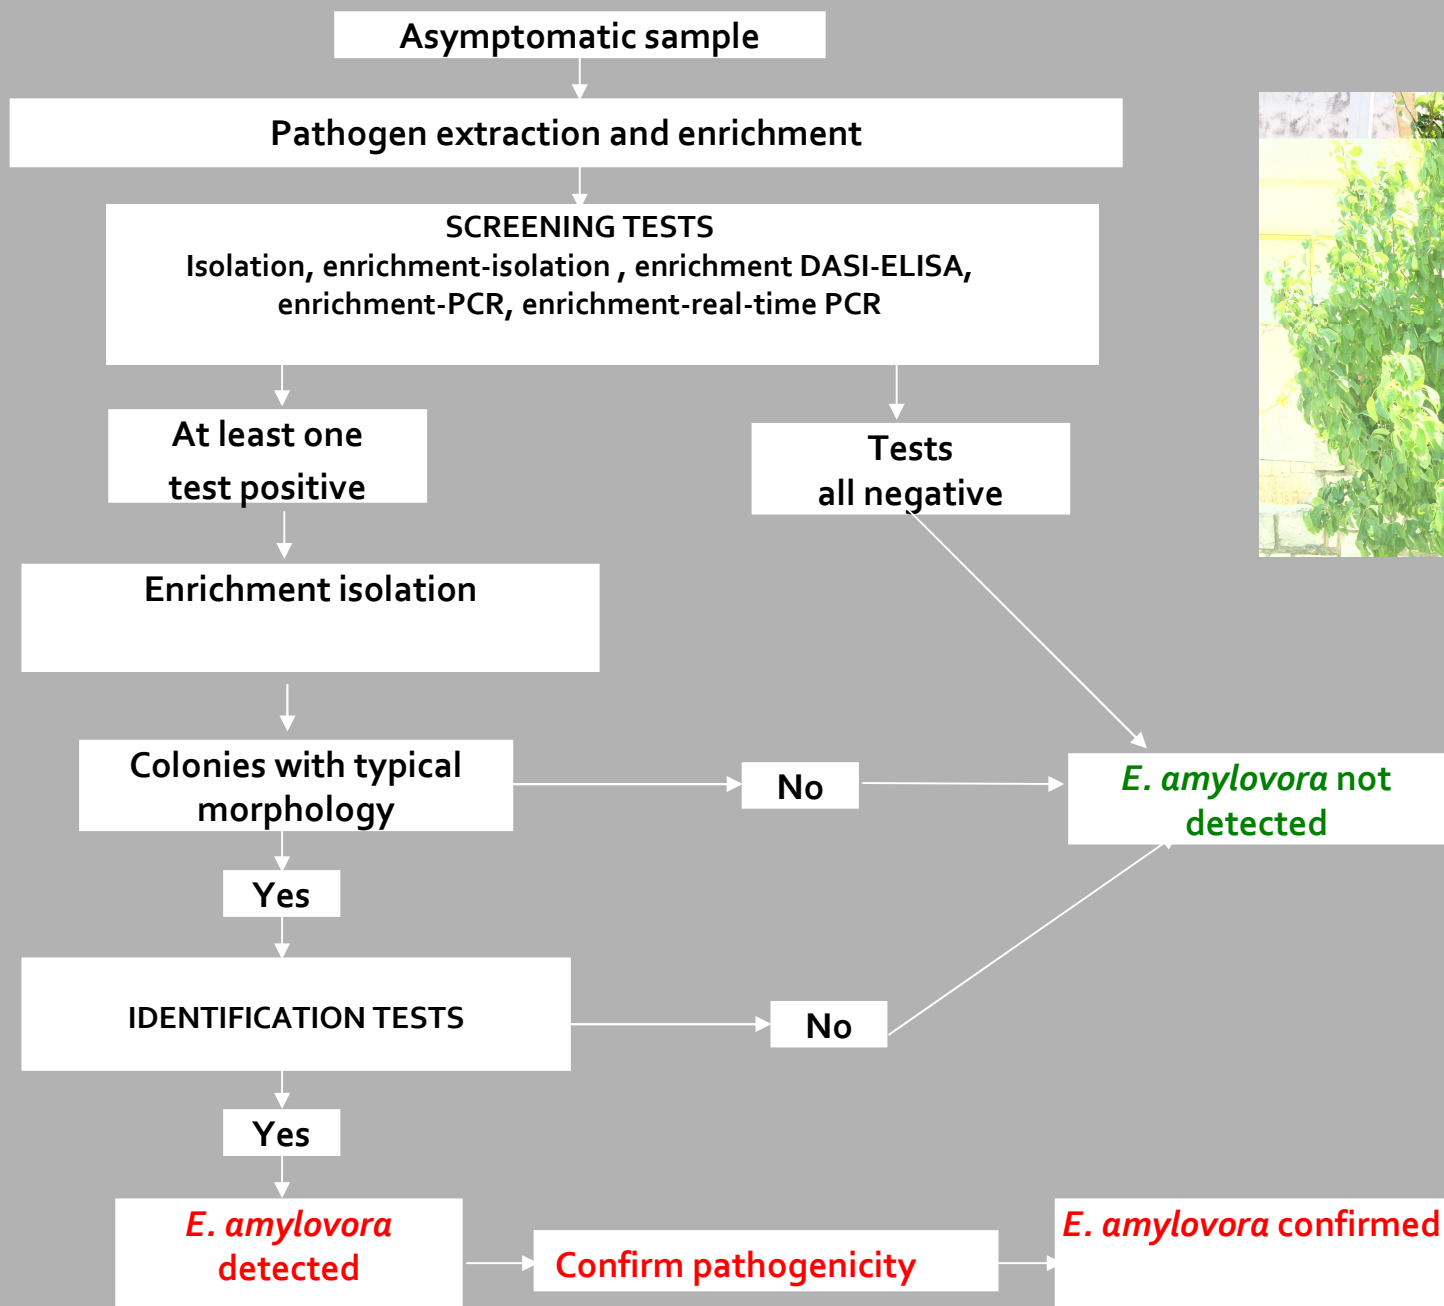 Asymptomatic sample
Pathogen extraction and enrichment
SCREENING TESTS
Isolation, enrichment-isolation , enrichment DASI-ELISA,
enrichment-PCR, enrichment-real-time PCR
At least one
test positive
Tests
all negative
Enrichment isolation
Colonies with typical
morphology
No
E. amylovora not
detected
Yes
IDENTIFICATION TESTS
No
Yes
E. amylovora
detected
Confirm pathogenicity
E. amylovora confirmed